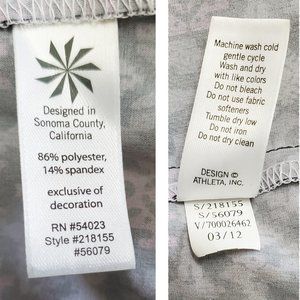 Designed in
Sonoma County,
California
86% polyester,
14% spandex
exclusive of
decoration
RN #54023
Style #218155
#56079
Machine wash cold
gentle cycle
Wash and dry
with like colors
Do not bleach
Do not use fabric
softeners
Tumble dry low
Do not iron
Do not dry clean
DESIGN ©
ATHLETA, INC.
S/218155
S/56079
V/700026462
03/12